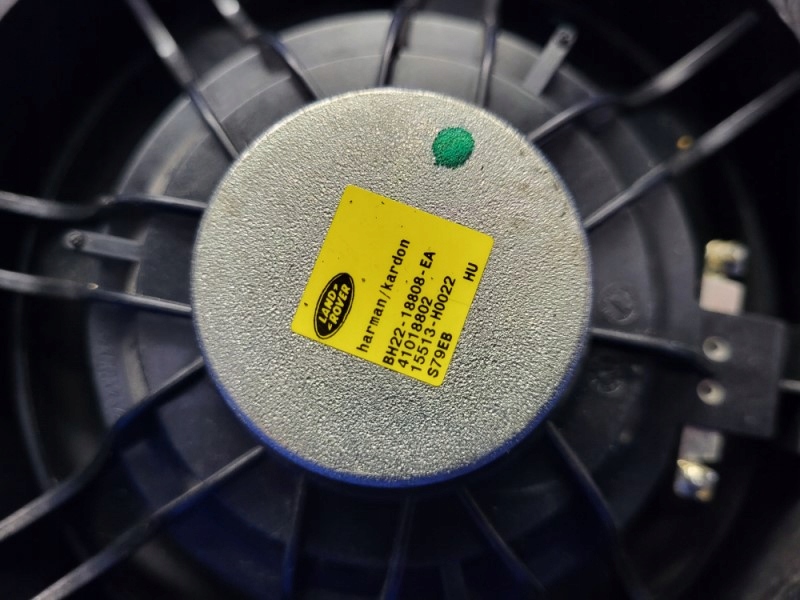 LAND
ROVER
harman/kardon
BH22-18808-EA
41018802
15513-H0022
S79EB
HU